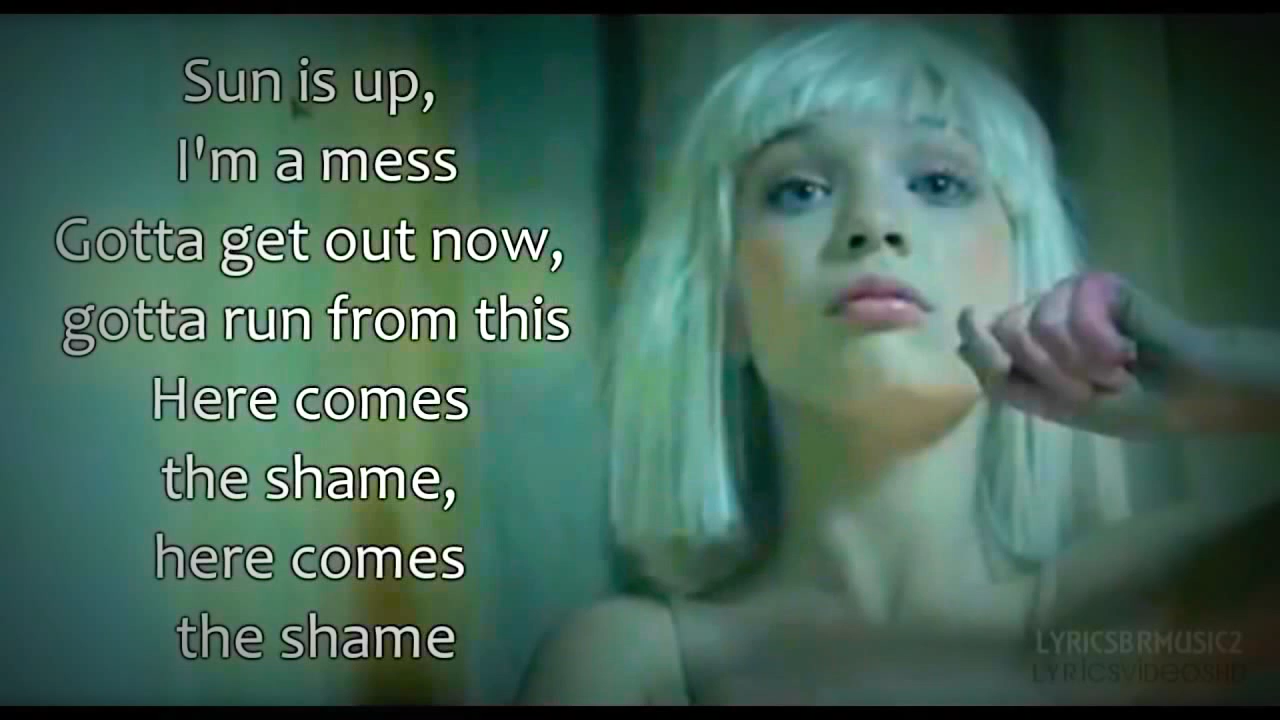 Sun is up,
I'm a mess
Gotta get out now,
gotta run from this
Here comes
the shame,
here comes
the shame
LYRICSBRMUSIC2
LYRICSVIDEOSHD